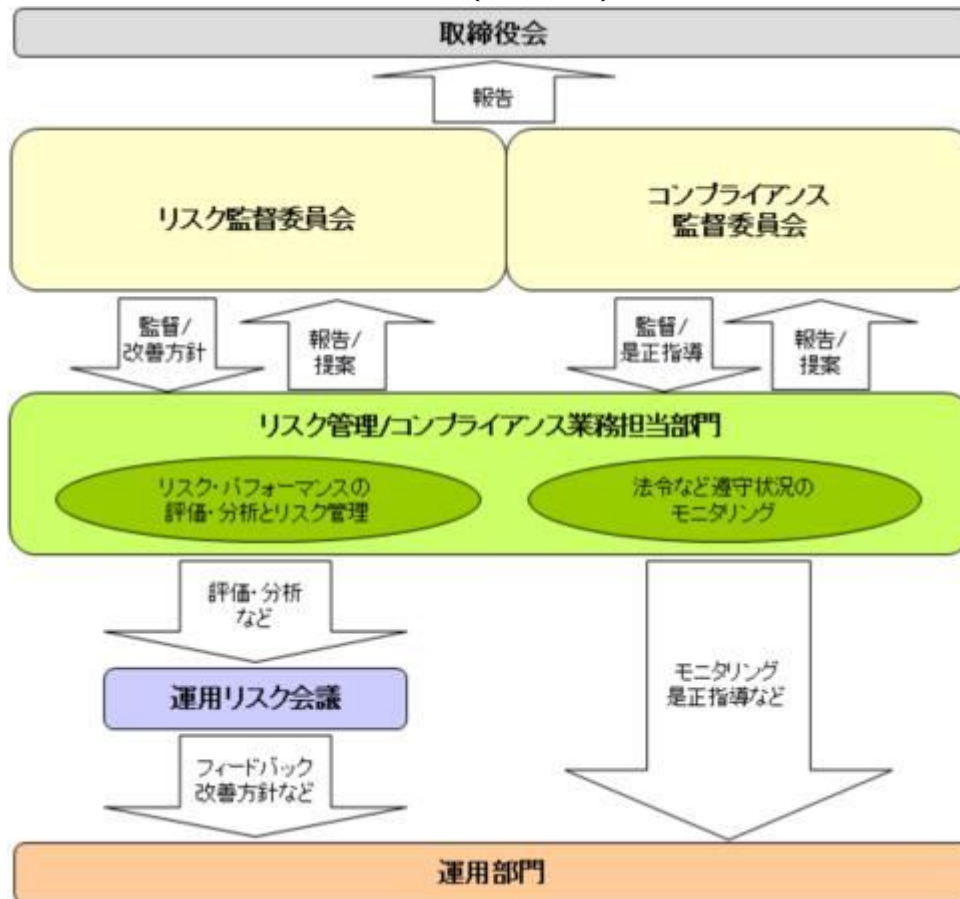 取締役会
報告
リスク監督委員会
コンプライアンス
監督委員会
監督/
改善方針
報告/
提案
監督/
是正指導
報告/
提案
リスク管理/コンプライアンス業務担当部門
リスク・パフォーマンスの
評価・分析とリスク管理
法令など遵守状況の
モニタリング
評価・分析
など
運用リスク会議
モニタリング
是正指導など
フィードバック
改善方針など
運用部門